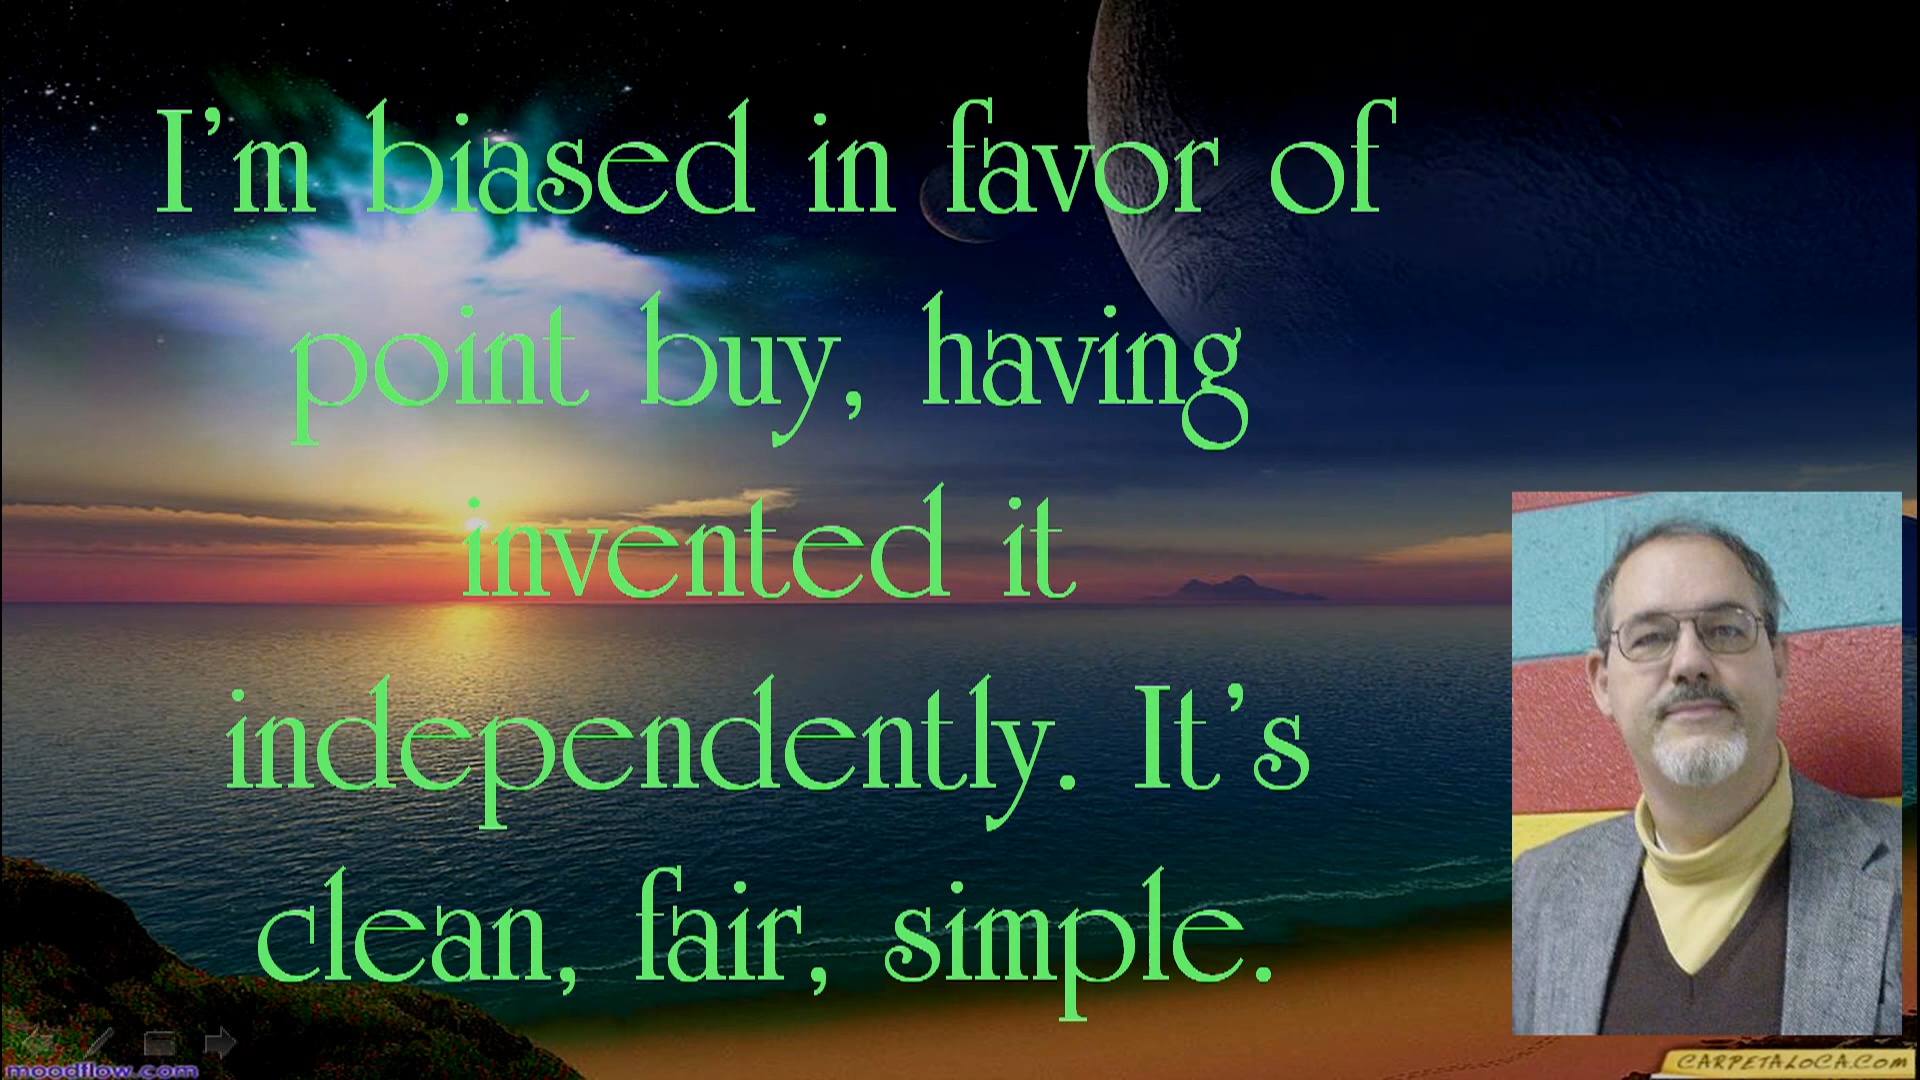 I’m biased in favor of
point buy, having
invented it
independently. It’s
clean, fair, simple.
moodflow.com
CARPETALOCA.COM